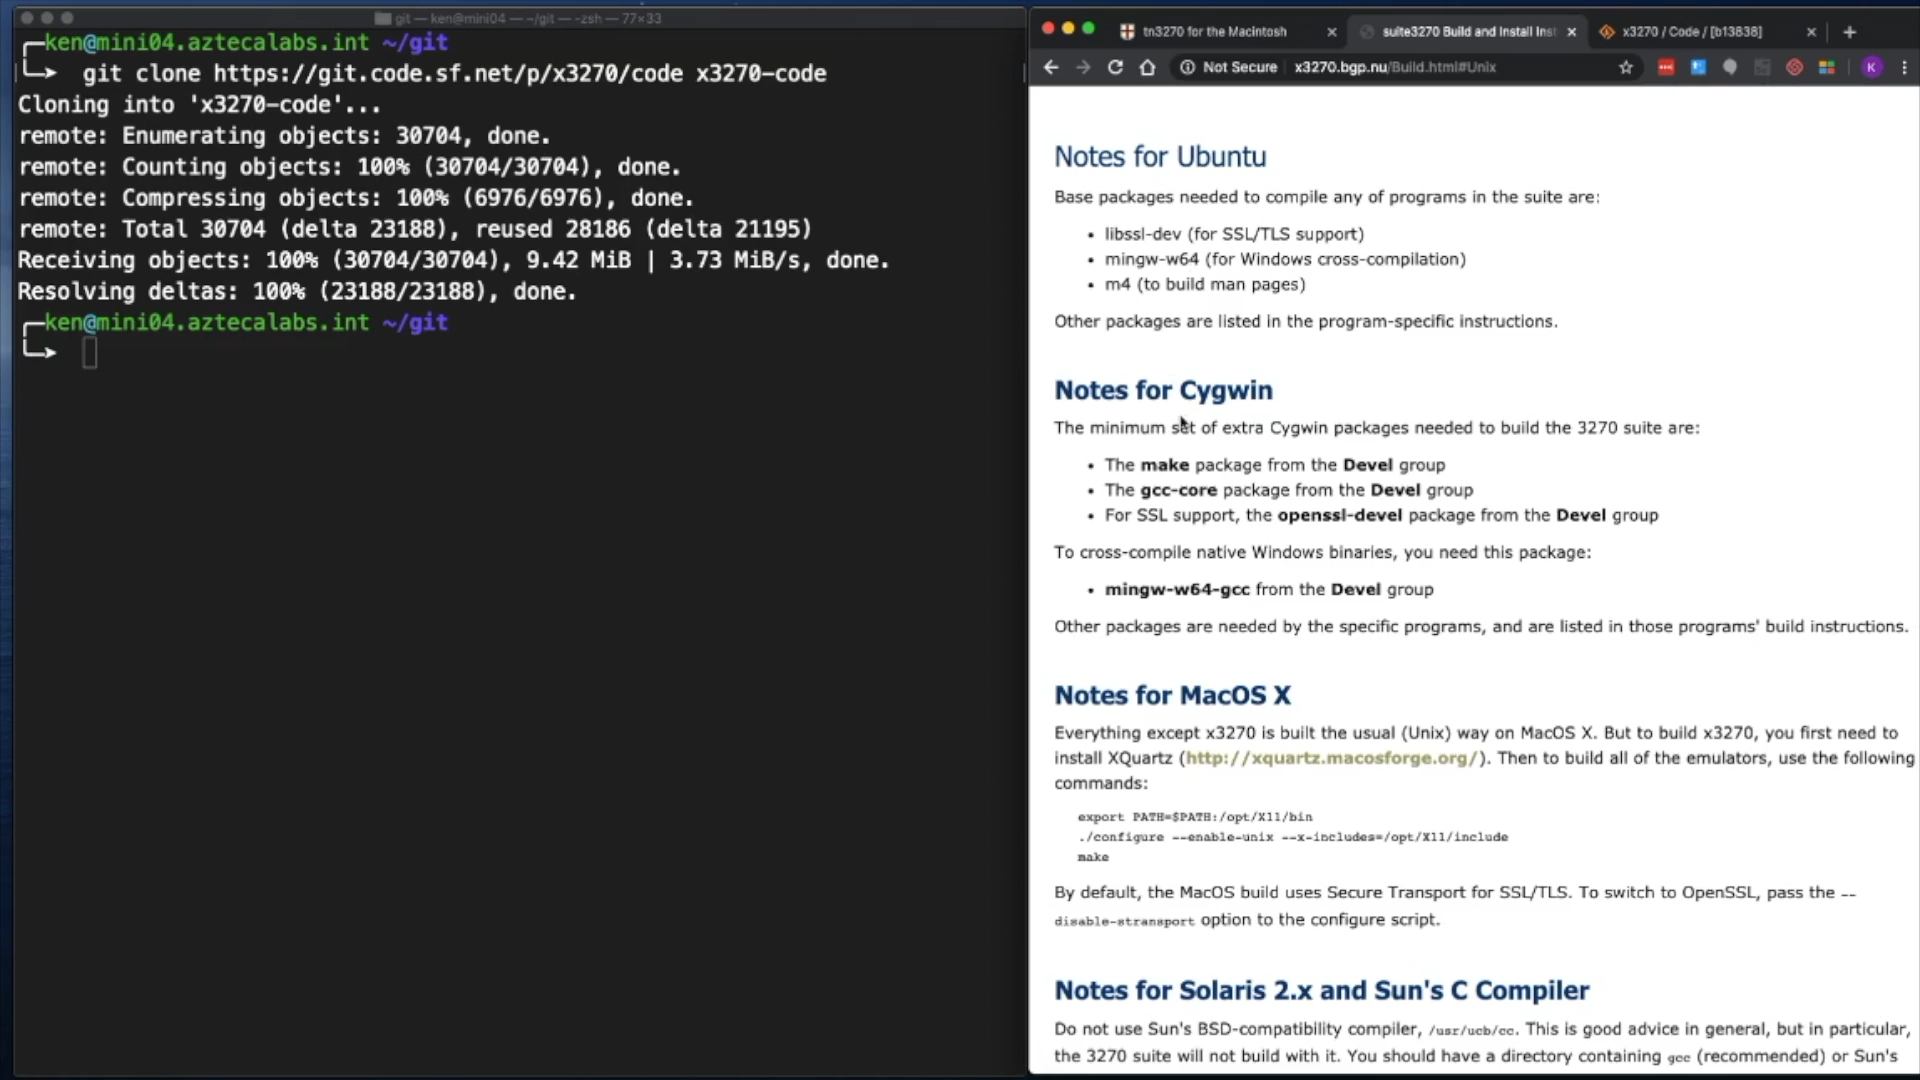 git — ken@mini04 — ~/git — -zsh — 77×33
ken@mini04.aztecalabs.int ~/git
git clone https://git.code.sf.net/p/x3270/code x3270-code
Cloning into 'x3270-code'...
remote: Enumerating objects: 30704, done.
remote: Counting objects: 100% (30704/30704), done.
remote: Compressing objects: 100% (6976/6976), done.
remote: Total 30704 (delta 23188), reused 28186 (delta 21195)
Receiving objects: 100% (30704/30704), 9.42 MiB | 3.73 MiB/s, done.
Resolving deltas: 100% (23188/23188), done.
ken@mini04.aztecalabs.int ~/git
tn3270 for the Macintosh
suite3270 Build and Install Inst
x3270 / Code / [b13838]
Not Secure
x3270.bgp.nu/Build.html#Unix
K
Notes for Ubuntu
Base packages needed to compile any of programs in the suite are:
• libssl-dev (for SSL/TLS support)
• mingw-w64 (for Windows cross-compilation)
• m4 (to build man pages)
Other packages are listed in the program-specific instructions.
Notes for Cygwin
The minimum set of extra Cygwin packages needed to build the 3270 suite are:
• The make package from the Devel group
• The gcc-core package from the Devel group
• For SSL support, the openssl-devel package from the Devel group
To cross-compile native Windows binaries, you need this package:
• mingw-w64-gcc from the Devel group
Other packages are needed by the specific programs, and are listed in those programs' build instructions.
Notes for MacOS X
Everything except x3270 is built the usual (Unix) way on MacOS X. But to build x3270, you first need to
install XQuartz (http://xquartz.macosforge.org/). Then to build all of the emulators, use the following
commands:
export PATH=$PATH:/opt/X11/bin
./configure --enable-unix --x-includes=/opt/X11/include
make
By default, the MacOS build uses Secure Transport for SSL/TLS. To switch to OpenSSL, pass the --
disable-stransport option to the configure script.
Notes for Solaris 2.x and Sun's C Compiler
Do not use Sun's BSD-compatibility compiler, /usr/ucb/cc. This is good advice in general, but in particular,
the 3270 suite will not build with it. You should have a directory containing gcc (recommended) or Sun's